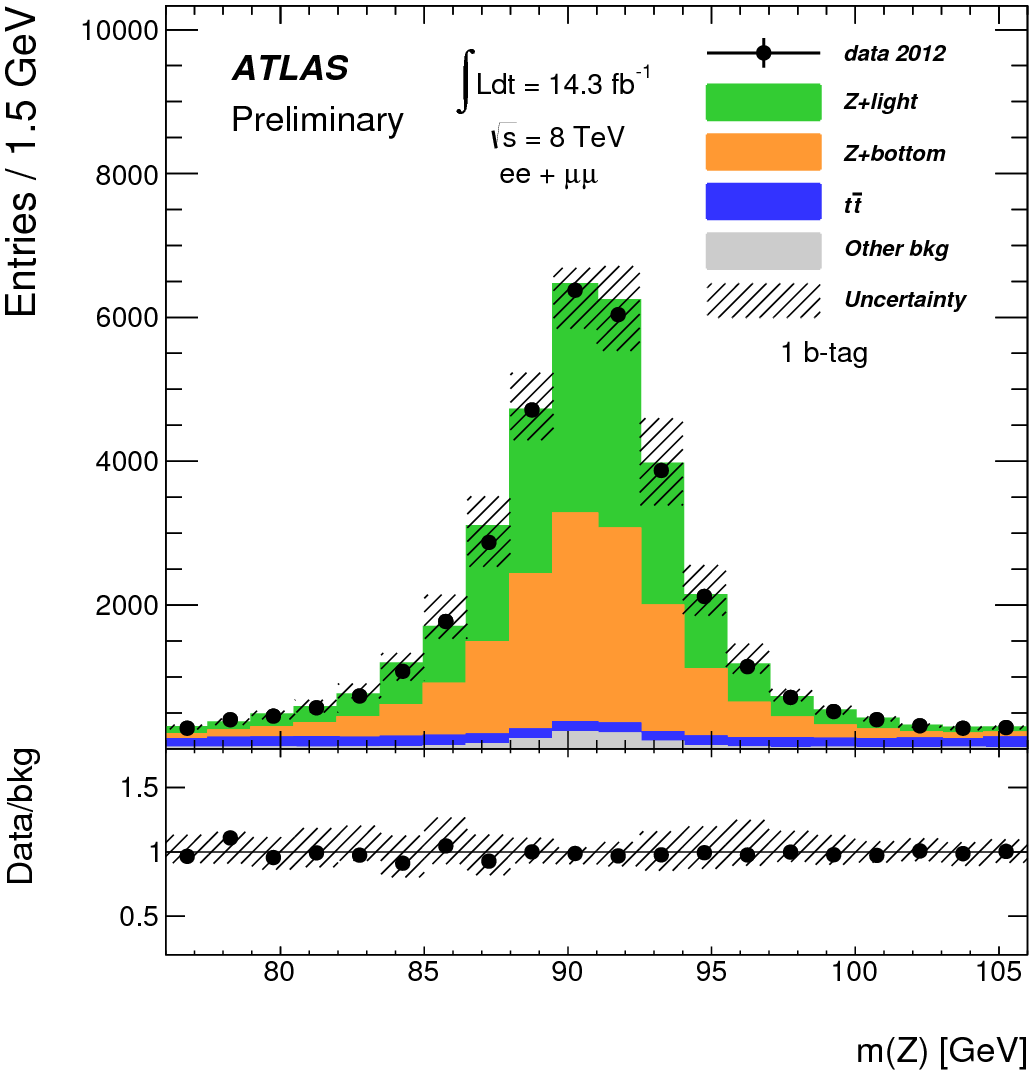 Entries / 1.5 GeV
10000
8000
6000
4000
2000
ATLAS
Preliminary
∫Ldt = 14.3 fb⁻¹
√s = 8 TeV
ee + μμ
data 2012
Z+light
Z+bottom
tt̄
Other bkg
Uncertainty
1 b-tag
Data/bkg
1.5
1
0.5
80 85 90 95 100 105
m(Z) [GeV]